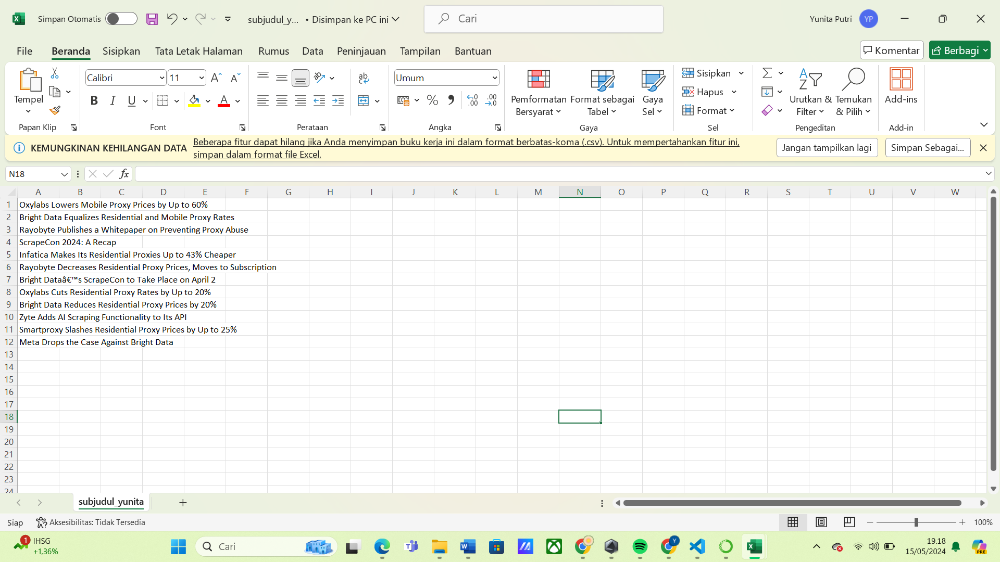 Simpan Otomatis
subjudul_y... • Disimpan ke PC ini
Cari
Yunita Putri YP
File Beranda Sisipkan Tata Letak Halaman Rumus Data Peninjauan Tampilan Bantuan
Komentar Berbagi
Tempel
Papan Klip
Calibri 11
B I U A
Font
ab
Perataan
Umum
% 
Angka
Pemformatan Bersyarat
Format sebagai Tabel
Gaya Sel
Gaya
Sisipkan
Hapus
Format
Sel
Urutkan & Filter
Temukan & Pilih
Pengeditan
Add-ins
Add-in
KEMUNGKINAN KEHILANGAN DATA
Beberapa fitur dapat hilang jika Anda menyimpan buku kerja ini dalam format berbatas-koma (.csv). Untuk mempertahankan fitur ini,
simpan dalam format file Excel.
Jangan tampilkan lagi
Simpan Sebagai...
N18 fx
A B C D E F G H I J K L M N O P Q R S T U V W
1 Oxylabs Lowers Mobile Proxy Prices by Up to 60%
2 Bright Data Equalizes Residential and Mobile Proxy Rates
3 Rayobyte Publishes a Whitepaper on Preventing Proxy Abuse
4 ScrapeCon 2024: A Recap
5 Infatica Makes Its Residential Proxies Up to 43% Cheaper
6 Rayobyte Decreases Residential Proxy Prices, Moves to Subscription
7 Bright Dataâ€™s ScrapeCon to Take Place on April 2
8 Oxylabs Cuts Residential Proxy Rates by Up to 20%
9 Bright Data Reduces Residential Proxy Prices by 20%
10 Zyte Adds AI Scraping Functionality to Its API
11 Smartproxy Slashes Residential Proxy Prices by Up to 25%
12 Meta Drops the Case Against Bright Data
13
14
15
16
17
18
19
20
21
22
23
24
subjudul_yunita
Siap Aksesibilitas: Tidak Tersedia
100%
1 IHSG
+1,36%
Cari
19.18
15/05/2024
PRE